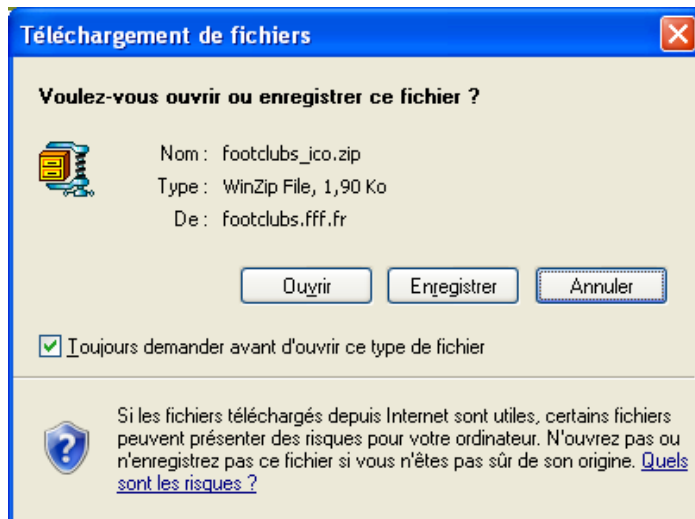 Téléchargement de fichiers
Voulez-vous ouvrir ou enregistrer ce fichier ?
Nom : footclubs_ico.zip
Type : WinZip File, 1,90 Ko
De : footclubs.fff.fr
Ouvrir Enregistrer Annuler
Toujours demander avant d'ouvrir ce type de fichier
Si les fichiers téléchargés depuis Internet sont utiles, certains fichiers
peuvent présenter des risques pour votre ordinateur. N'ouvrez pas ou
n'enregistrez pas ce fichier si vous n'êtes pas sûr de son origine. Quels
sont les risques ?